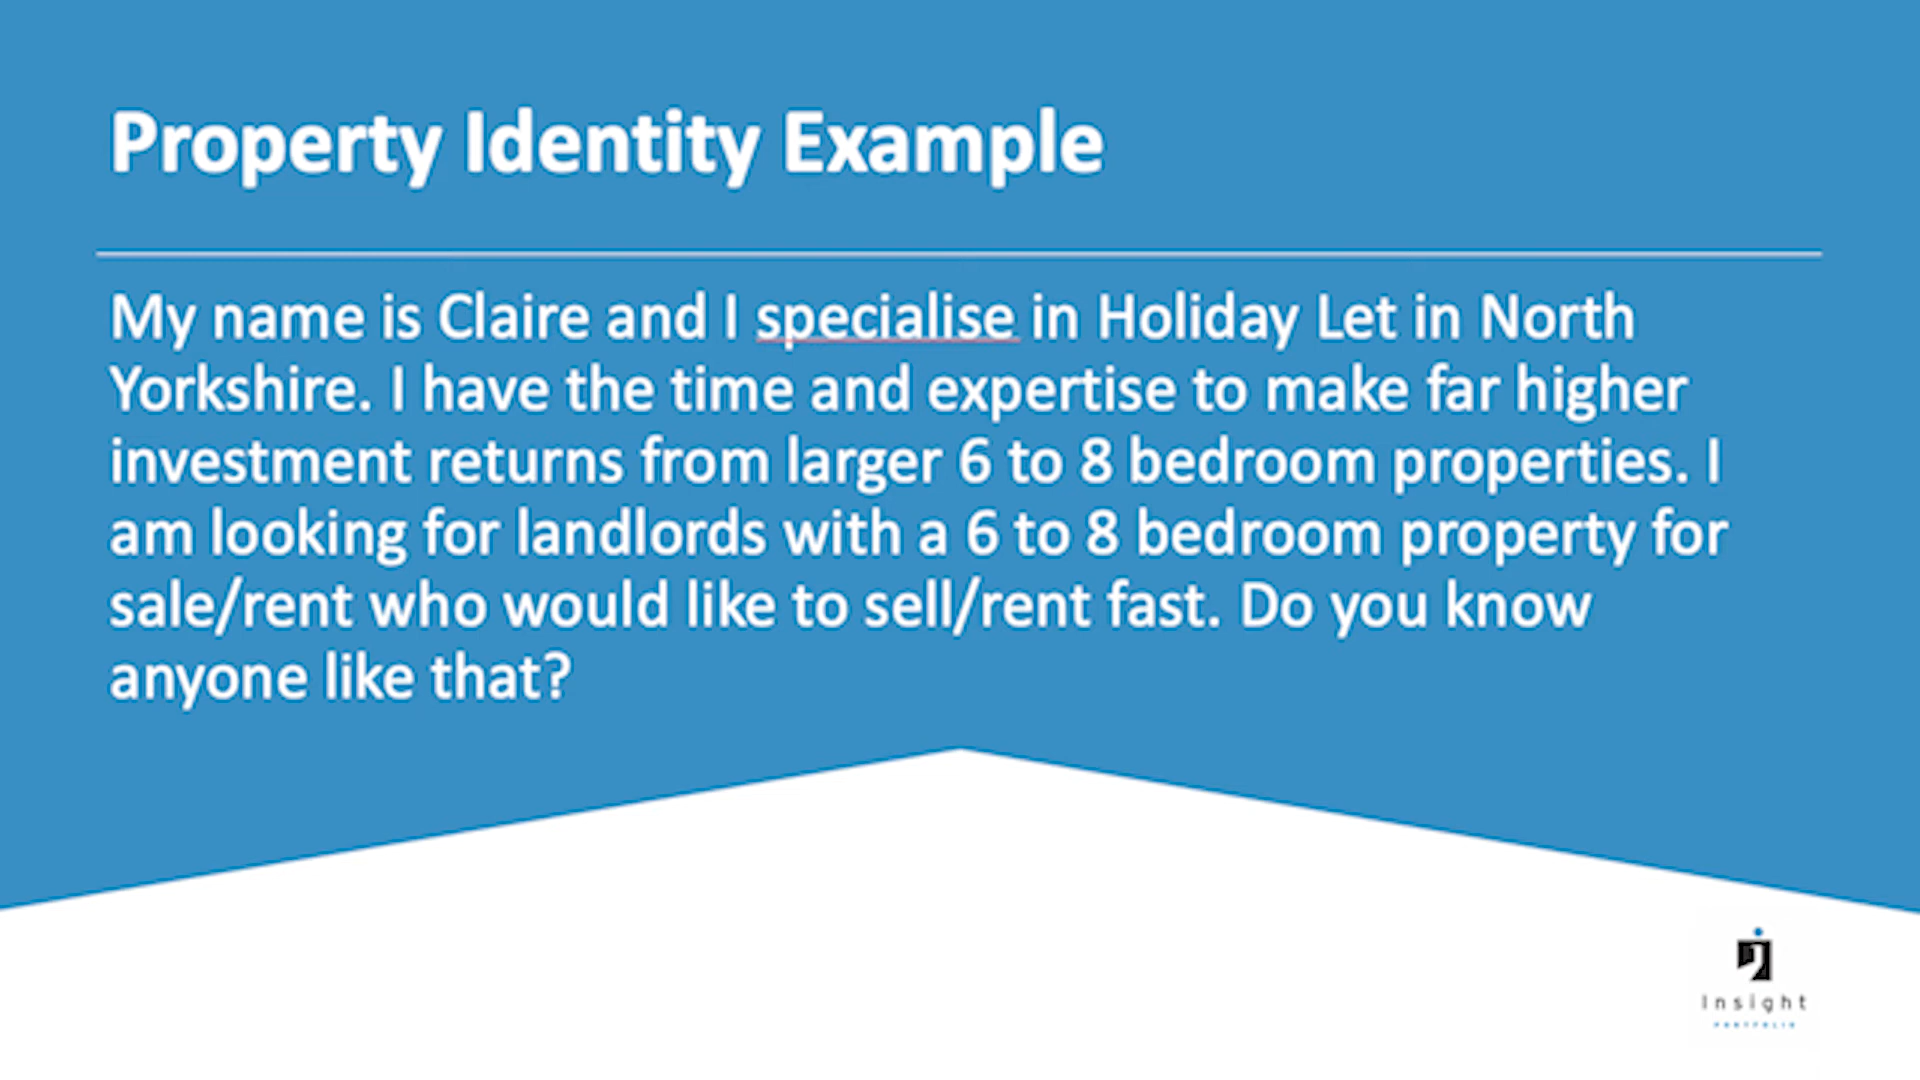 Property Identity Example
My name is Claire and I specialise in Holiday Let in North
Yorkshire. I have the time and expertise to make far higher
investment returns from larger 6 to 8 bedroom properties. I
am looking for landlords with a 6 to 8 bedroom property for
sale/rent who would like to sell/rent fast. Do you know
anyone like that?
Insight
PORTFOLIO